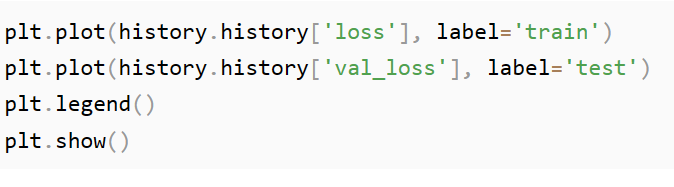 plt.plot(history.history['loss'], label='train')
plt.plot(history.history['val_loss'], label='test')
plt.legend()
plt.show()